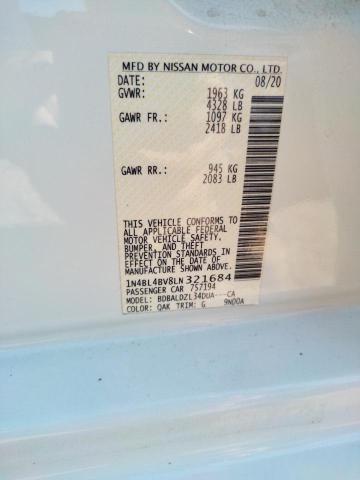 MFD BY NISSAN MOTOR CO., LTD.
DATE: 08/20
GVWR: 1963 KG
4328 LB
GAWR FR.: 1097 KG
2418 LB
GAWR RR.: 945 KG
2083 LB
THIS VEHICLE CONFORMS TO
ALL APPLICABLE FEDERAL
MOTOR VEHICLE SAFETY,
BUMPER, AND THEFT
PREVENTION STANDARDS IN
EFFECT ON THE DATE OF
MANUFACTURE SHOWN ABOVE.
1N4BL4BV8LN321684
PASSENGER CAR 757194
MODEL: BDBALDZL34DUA---CA
COLOR: QAK TRIM: G 9N00A